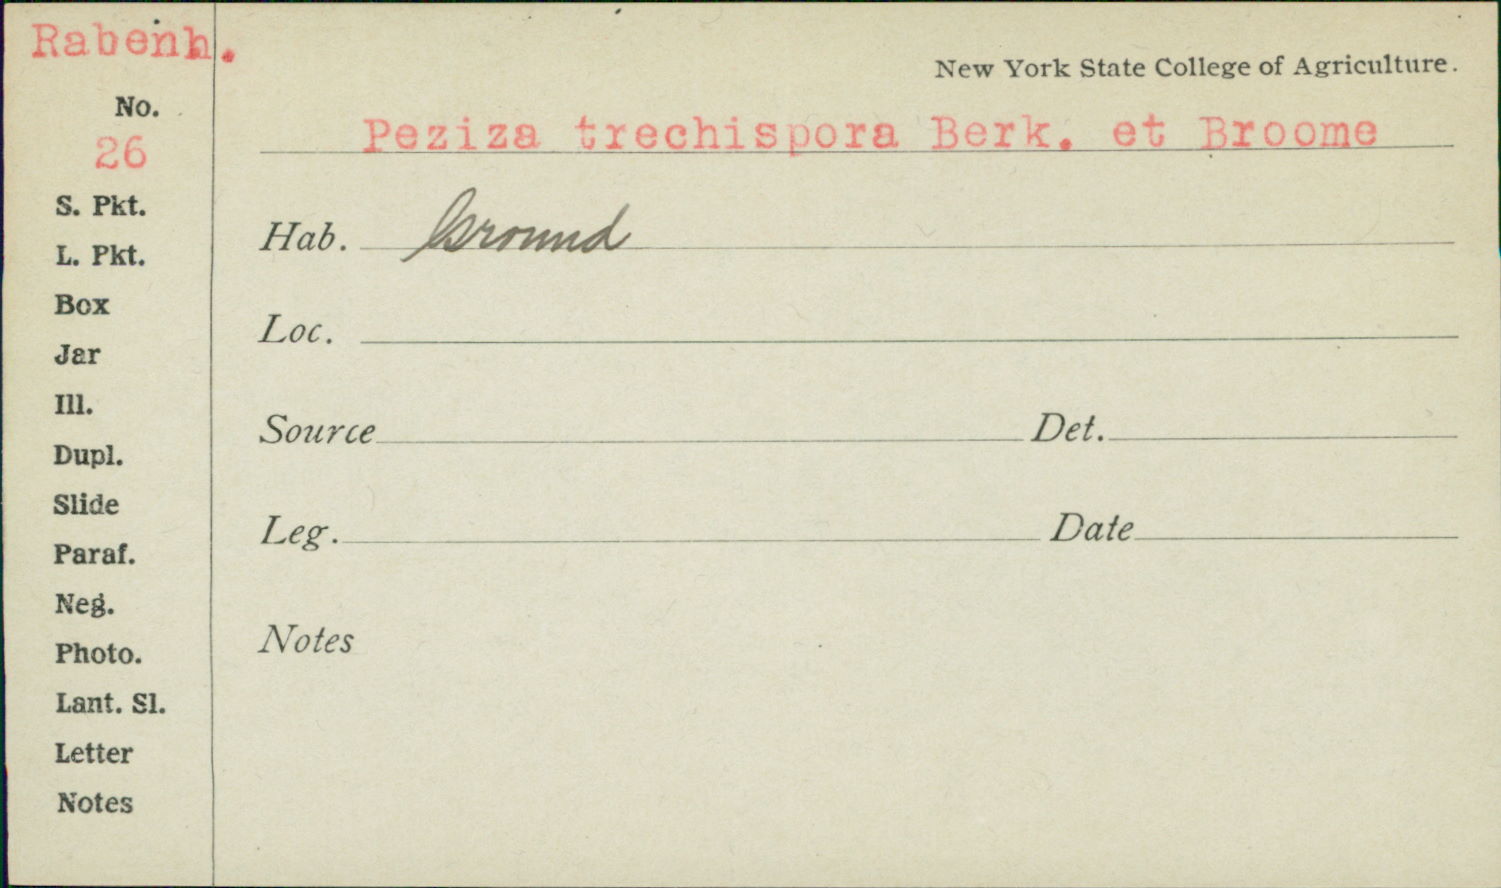 Rabenh.
New York State College of Agriculture.
No.
26
Peziza trechispora Berk. et Broome
S. Pkt.
L. Pkt.
Box
Jar
Ill.
Dupl.
Slide
Paraf.
Neg.
Photo.
Lant. Sl.
Letter
Notes
Hab. Ground
Loc.
Source Det.
Leg. Date
Notes